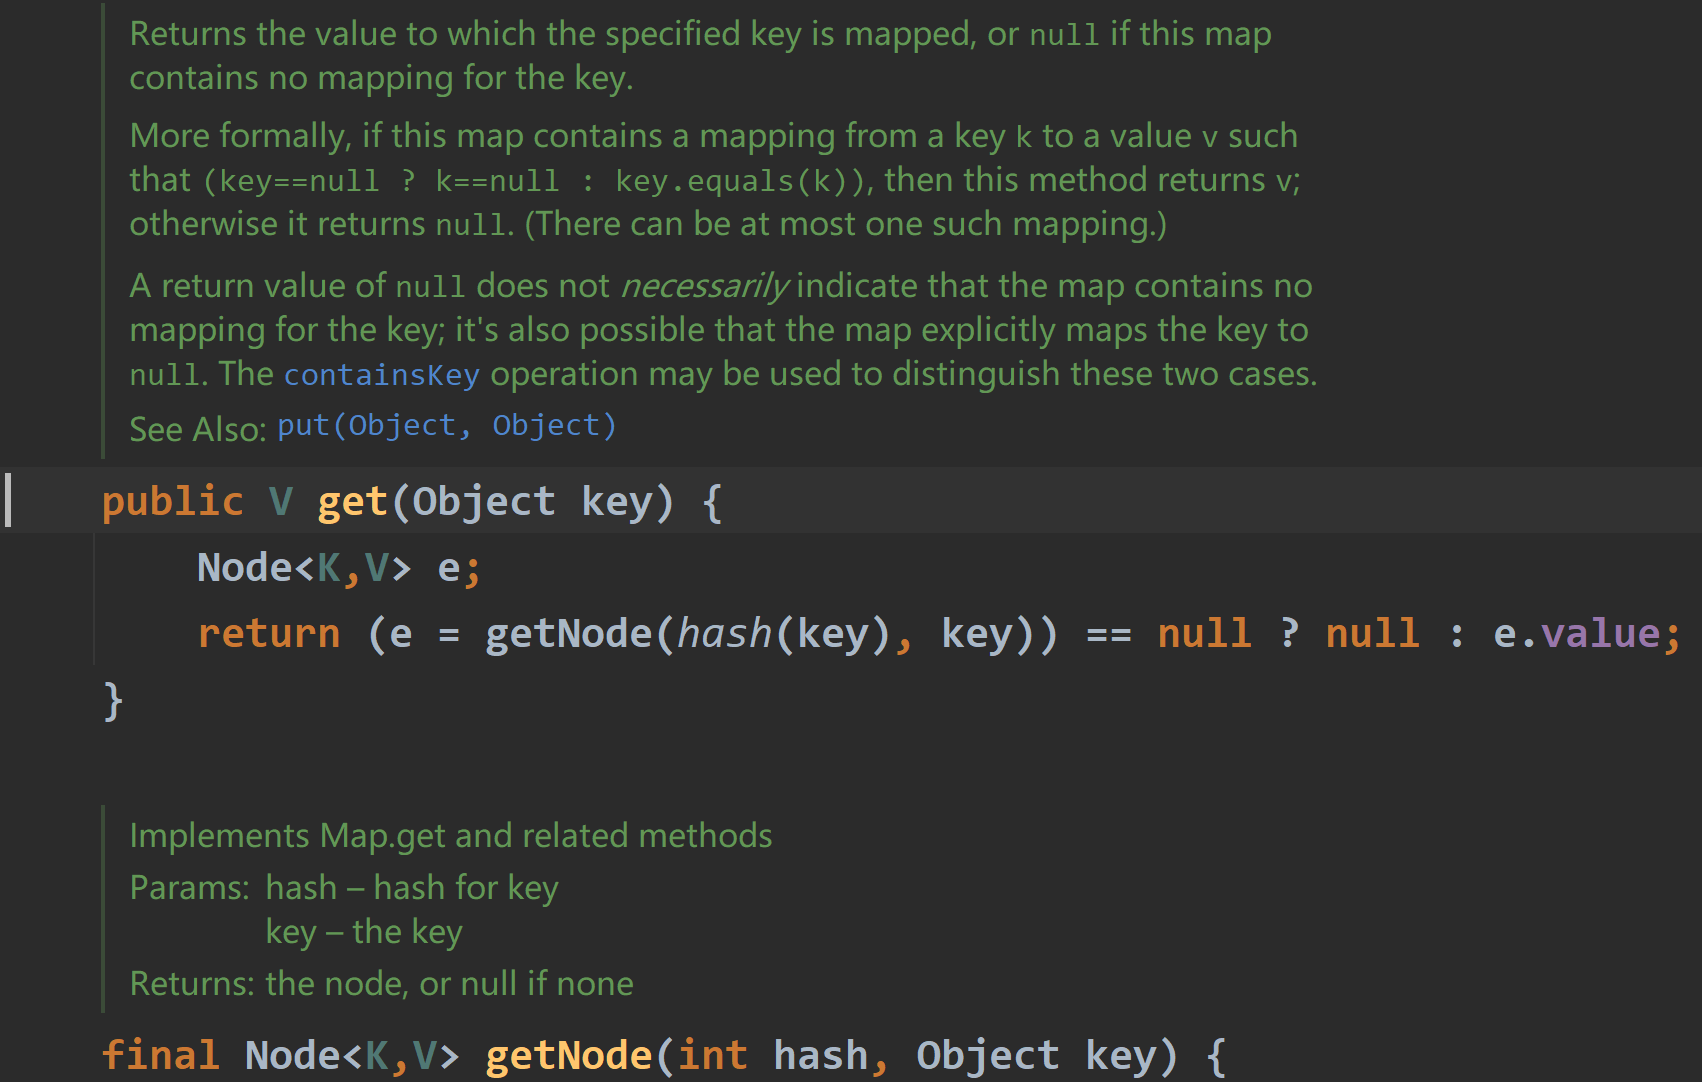 Returns the value to which the specified key is mapped, or null if this map
contains no mapping for the key.
More formally, if this map contains a mapping from a key k to a value v such
that (key==null ? k==null : key.equals(k)), then this method returns v;
otherwise it returns null. (There can be at most one such mapping.)
A return value of null does not necessarily indicate that the map contains no
mapping for the key; it's also possible that the map explicitly maps the key to
null. The containsKey operation may be used to distinguish these two cases.
See Also: put(Object, Object)
public V get(Object key) {
Node<K,V> e;
return (e = getNode(hash(key), key)) == null ? null : e.value;
}
Implements Map.get and related methods
Params: hash – hash for key
key – the key
Returns: the node, or null if none
final Node<K,V> getNode(int hash, Object key) {